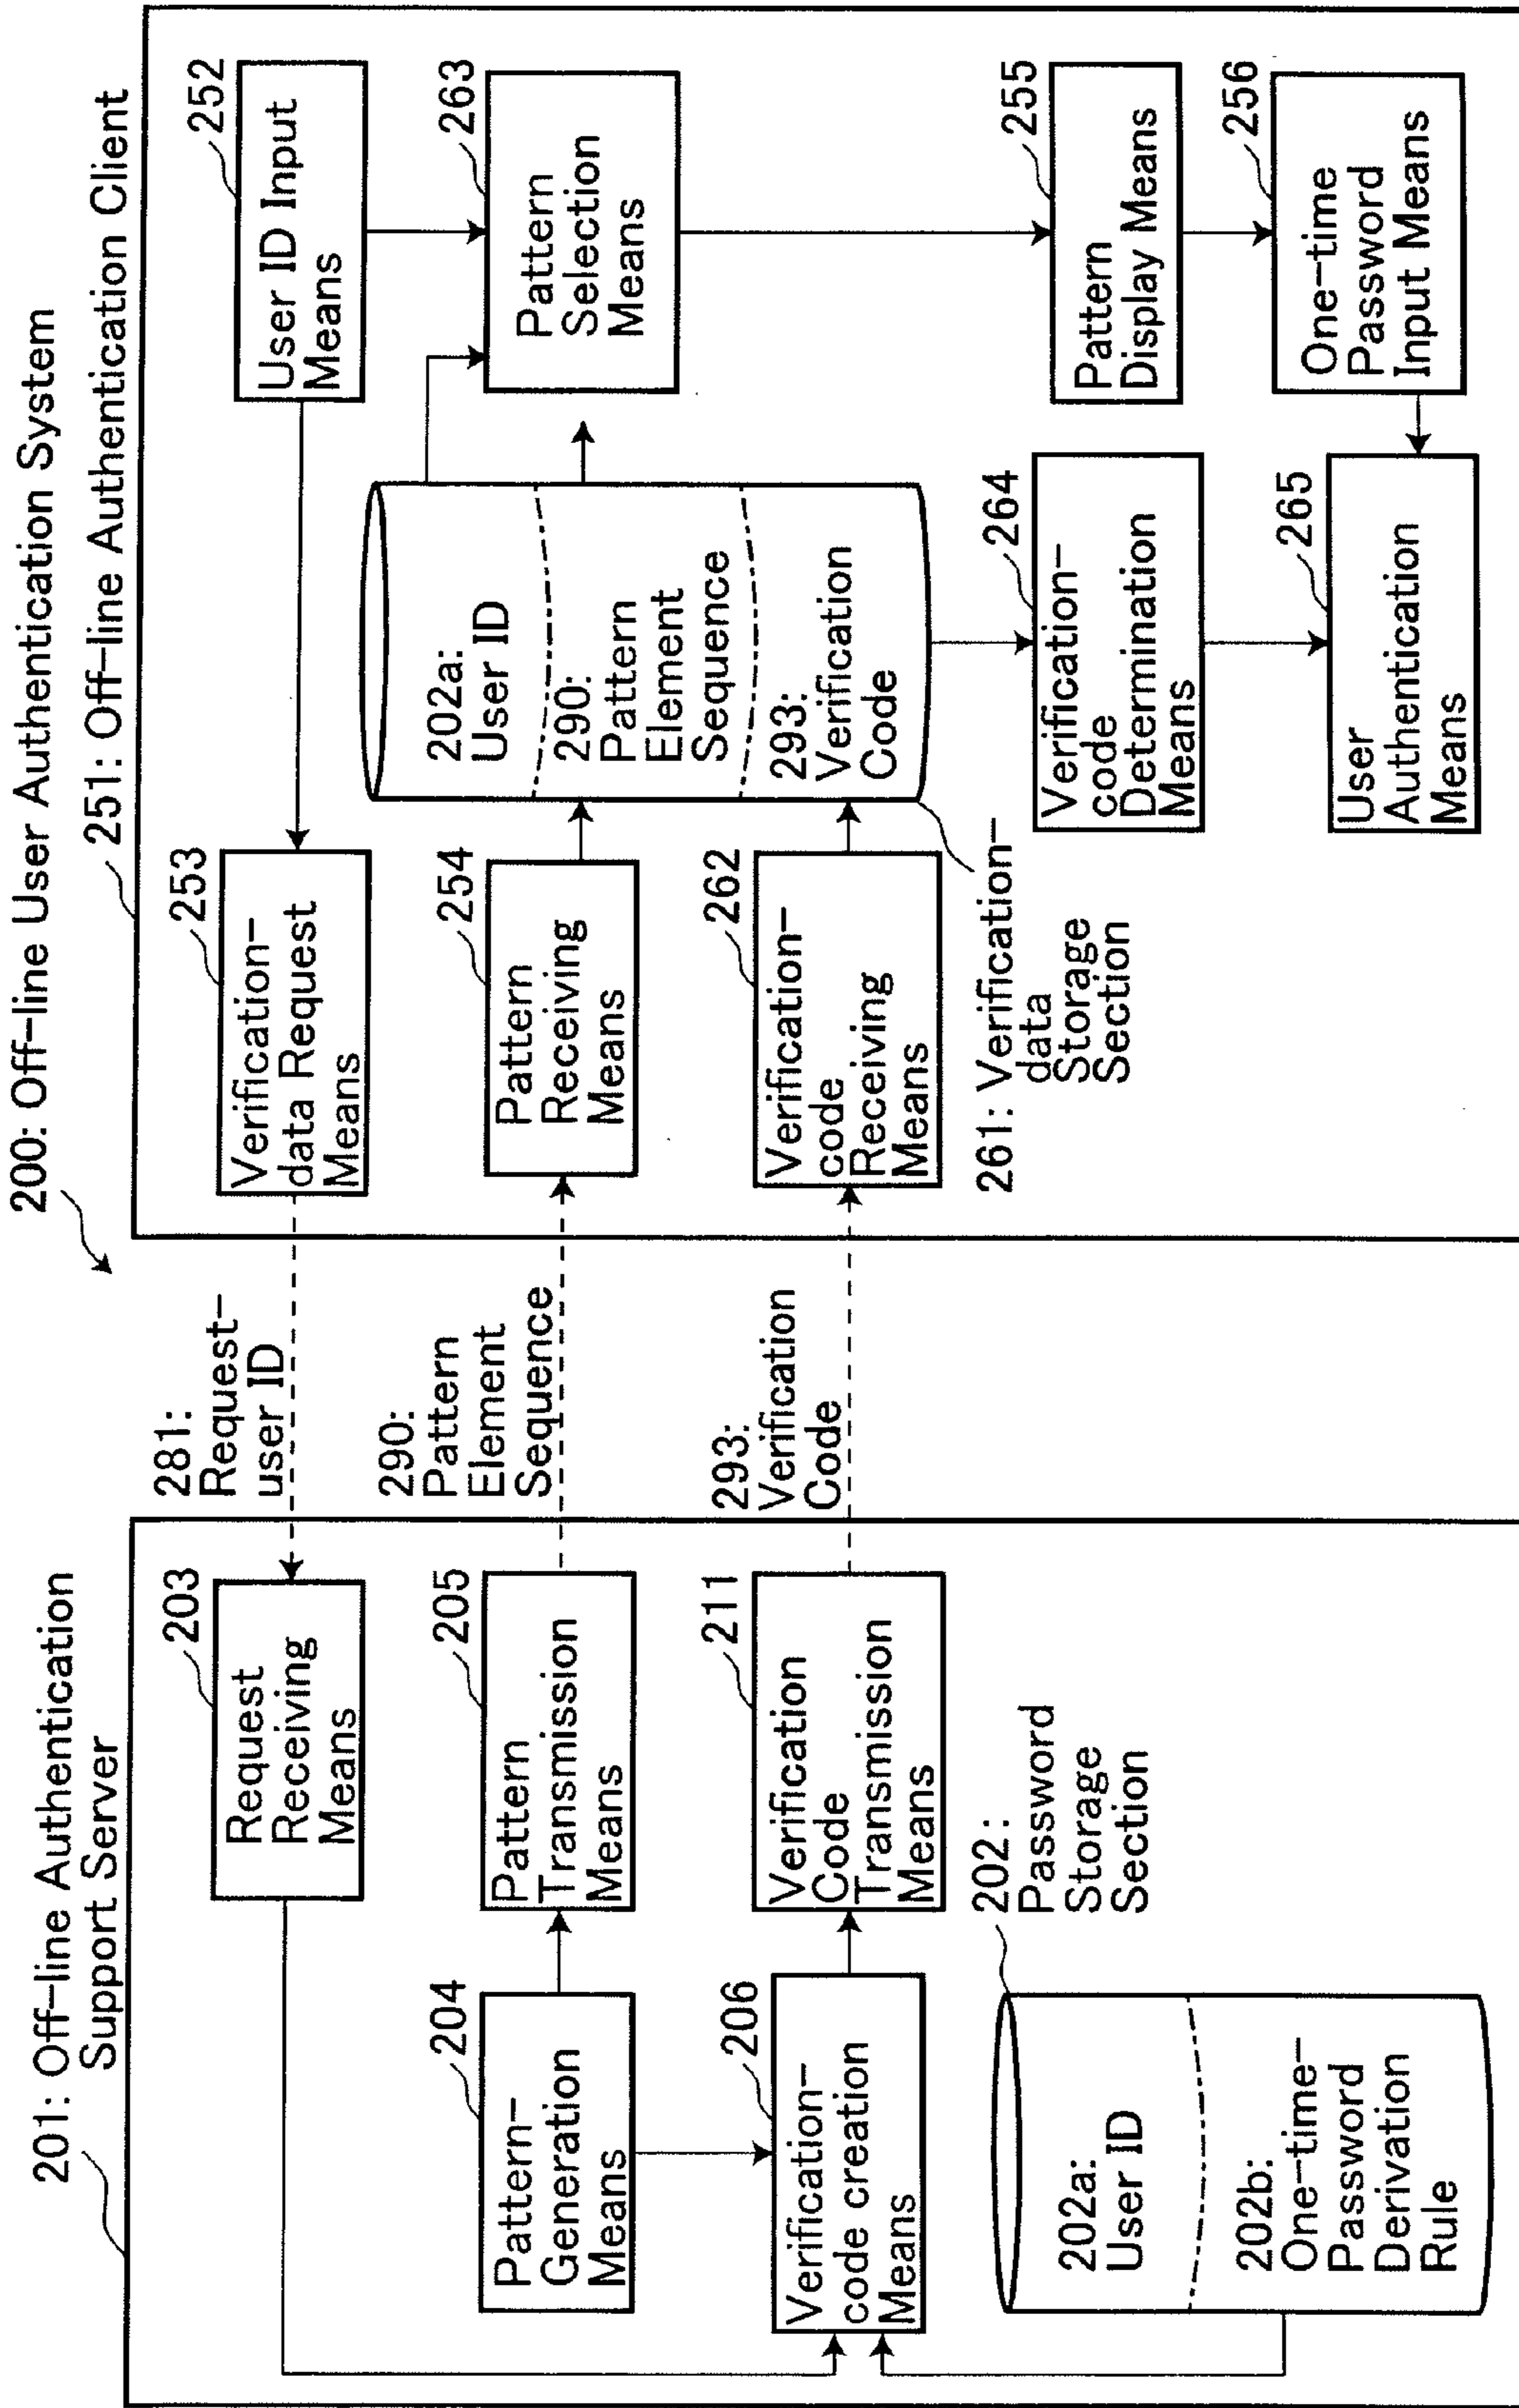 200: Off-line User Authentication System
201: Off-line Authentication
Support Server
203
Request
Receiving
Means
204
Pattern-
Generation
Means
205
Pattern
Transmission
Means
206
Verification-
code creation
Means
211
Verification
Code
Transmission
Means
202:
Password
Storage
Section
202a:
User ID
202b:
One-time-
Password
Derivation
Rule
281:
Request-
user ID
290:
Pattern
Element
Sequence
293:
Verification
Code
251: Off-line Authentication Client
252
User ID Input
Means
253
Verification-
data Request
Means
254
Pattern
Receiving
Means
262
Verification-
code
Receiving
Means
261: Verification-
data
Storage
Section
202a:
User ID
290:
Pattern
Element
Sequence
293:
Verification
Code
263
Pattern
Selection
Means
264
Verification-
code
Determination
Means
265
User
Authentication
Means
255
Pattern
Display Means
256
One-time
Password
Input Means